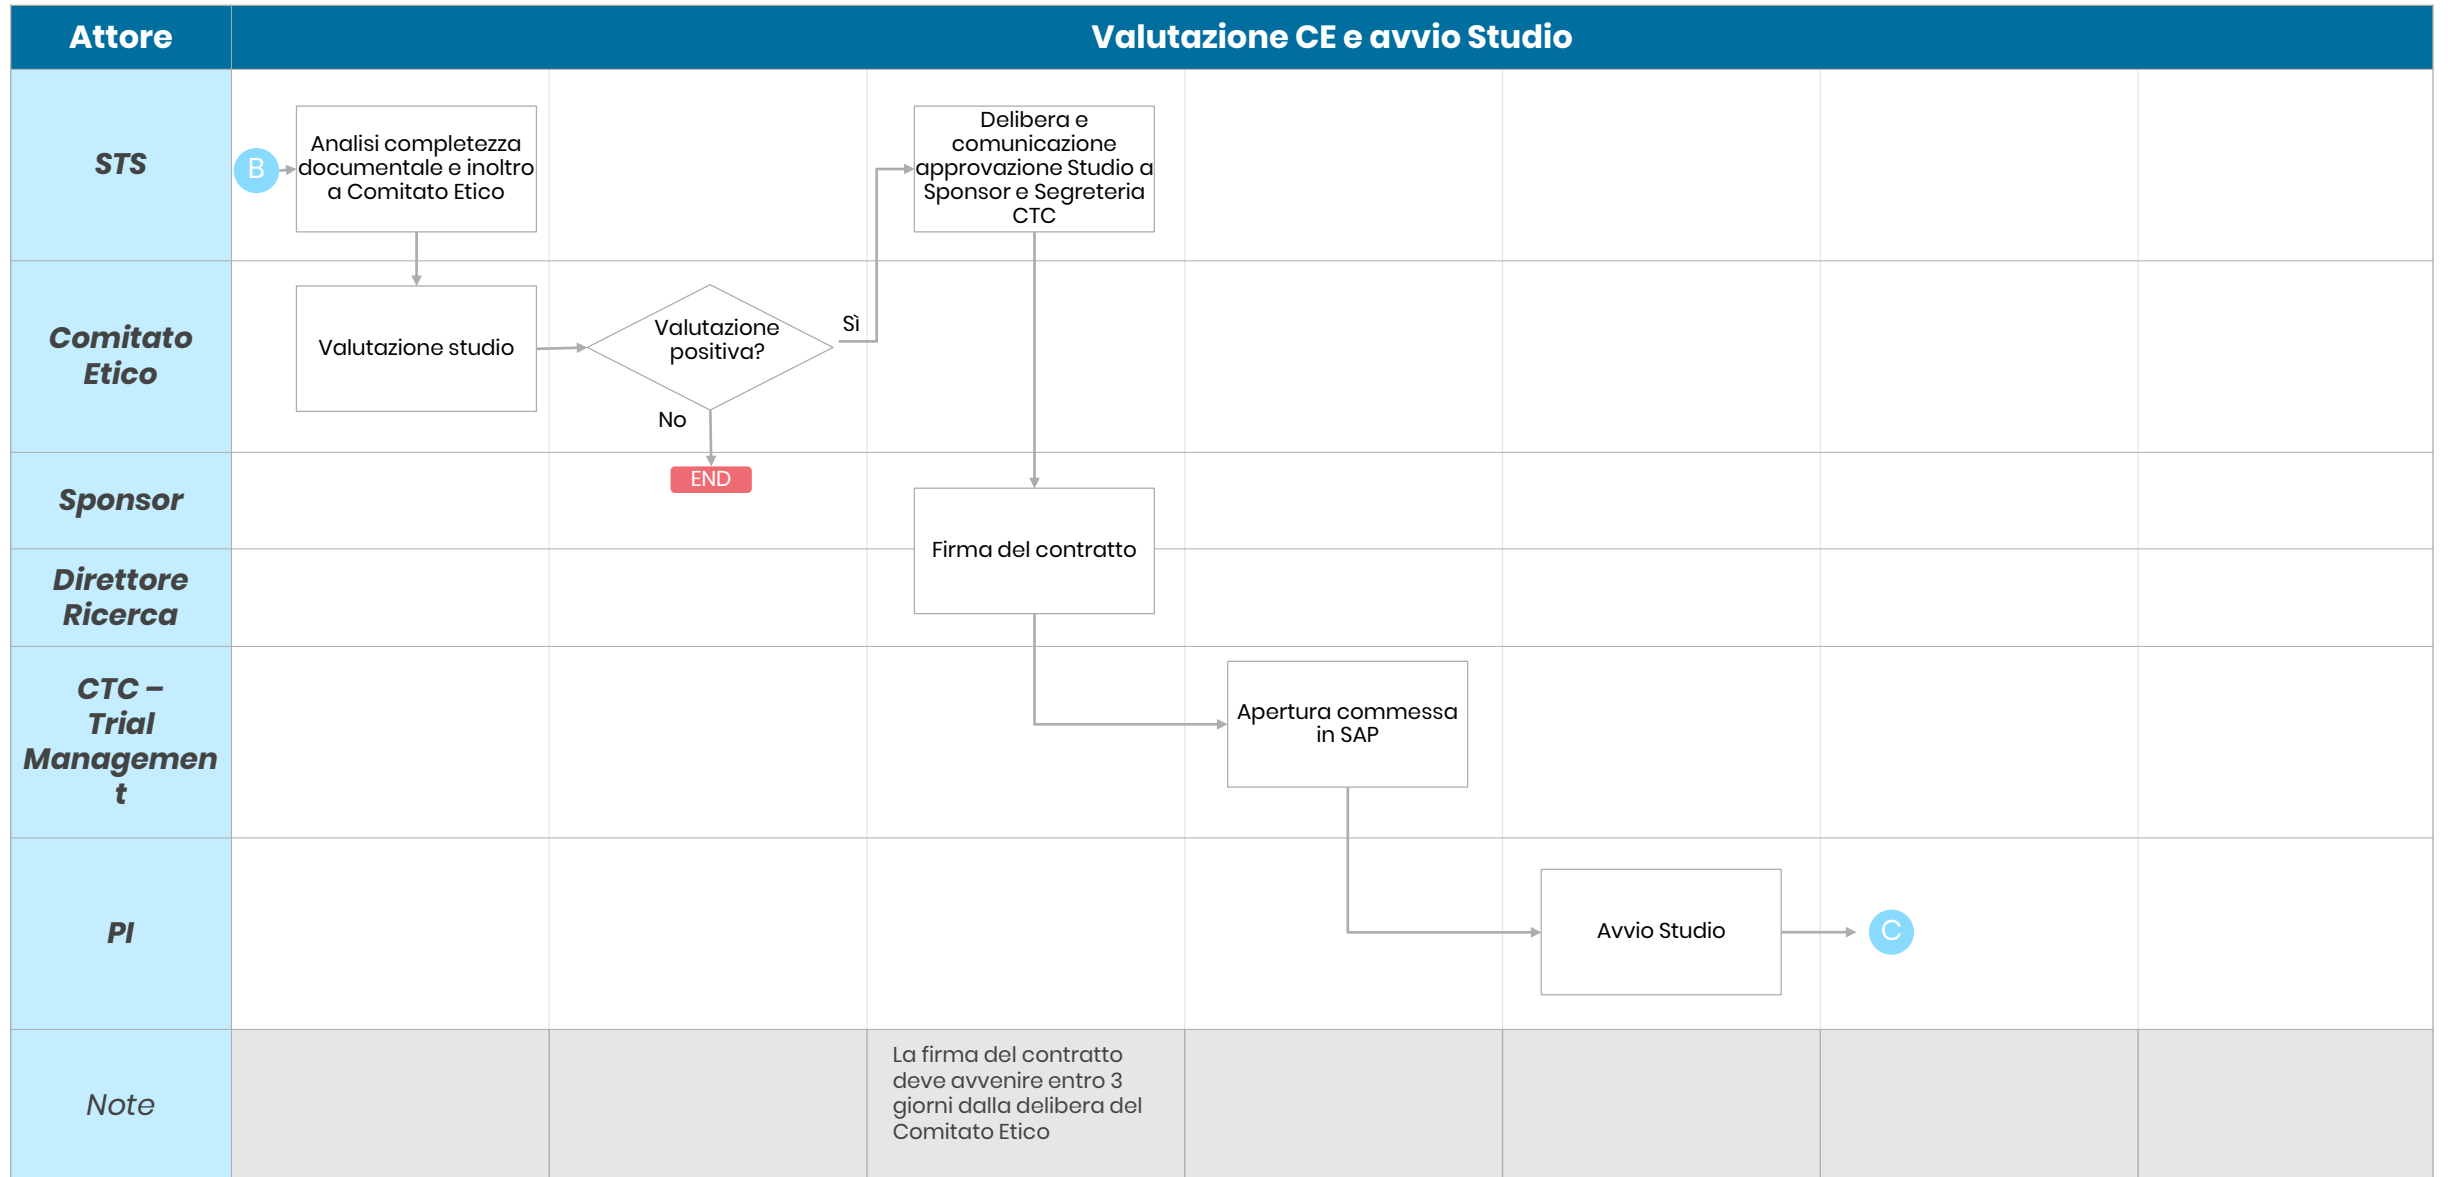 Attore
Valutazione CE e avvio Studio
STS
B
Analisi completezza
documentale e inoltro
a Comitato Etico
Delibera e
comunicazione
approvazione Studio a
Sponsor e Segreteria
CTC
Comitato
Etico
Valutazione studio
Valutazione
positiva?
Sì
No
Sponsor
END
Firma del contratto
Direttore
Ricerca
CTC –
Trial
Managemen
t
Apertura commessa
in SAP
PI
Avvio Studio
C
Note
La firma del contratto
deve avvenire entro 3
giorni dalla delibera del
Comitato Etico